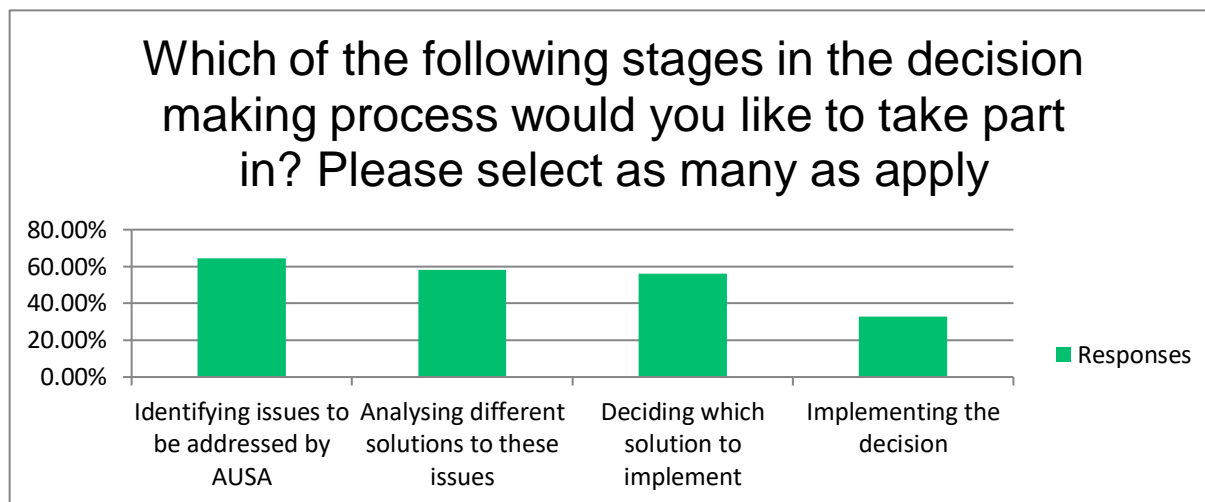 Which of the following stages in the decision
making process would you like to take part
in? Please select as many as apply
80.00%
60.00%
40.00%
20.00%
0.00%
Identifying issues to
be addressed by
AUSA
Analysing different
solutions to these
issues
Deciding which
solution to
implement
Implementing the
decision
Responses